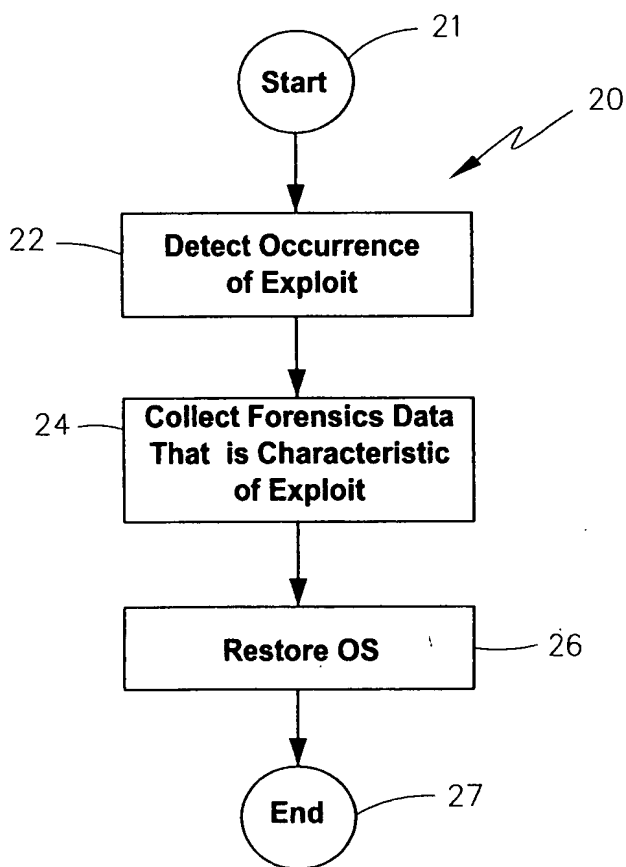 21
Start
20
22
Detect Occurrence
of Exploit
24
Collect Forensics Data
That is Characteristic
of Exploit
Restore OS
26
End
27